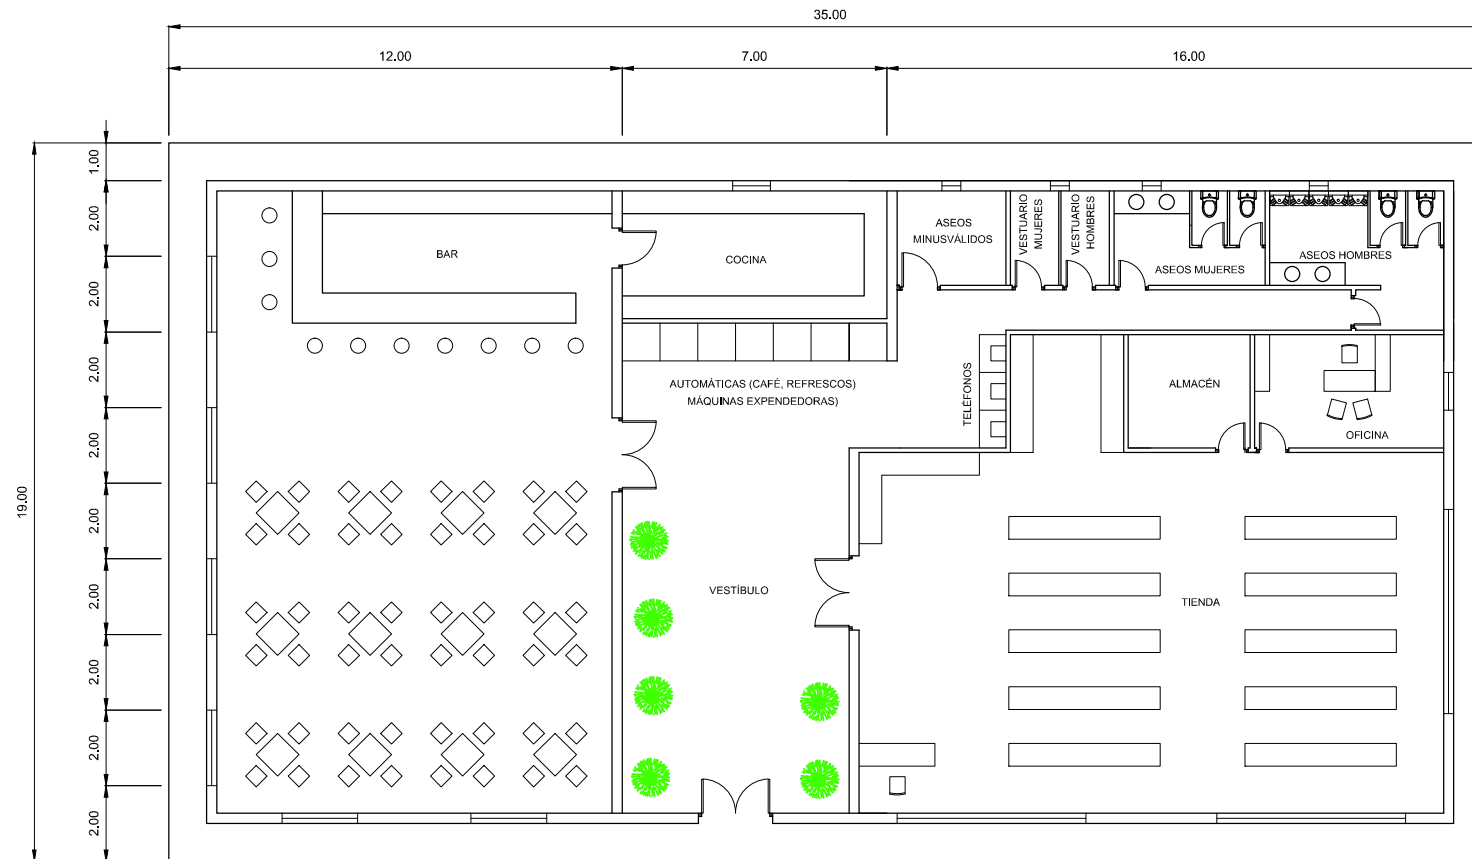 35.00
12.00
7.00
16.00
19.00
1.00
2.00
2.00
2.00
2.00
2.00
2.00
2.00
2.00
2.00
BAR
COCINA
ASEOS
MINUSVÁLIDOS
VESTUARIO
MUJERES
VESTUARIO
HOMBRES
ASEOS MUJERES
ASEOS HOMBRES
AUTOMÁTICAS (CAFÉ, REFRESCOS)
MÁQUINAS EXPENDEDORAS)
TELÉFONOS
ALMACÉN
OFICINA
VESTÍBULO
TIENDA